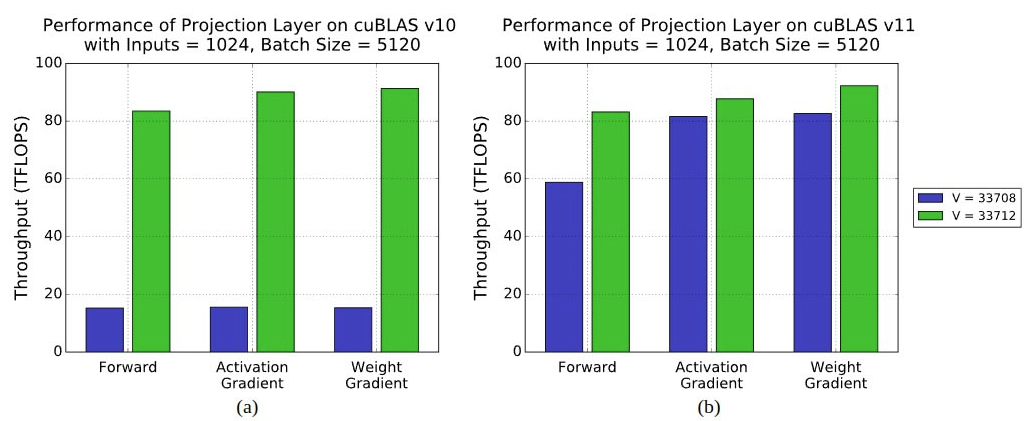 Performance of Projection Layer on cuBLAS v10
with Inputs = 1024, Batch Size = 5120
Throughput (TFLOPS)
100
80
60
40
20
0
Forward
Activation
Gradient
Weight
Gradient
(a)
Performance of Projection Layer on cuBLAS v11
with Inputs = 1024, Batch Size = 5120
Throughput (TFLOPS)
100
80
60
40
20
0
Forward
Activation
Gradient
Weight
Gradient
(b)
V = 33708
V = 33712